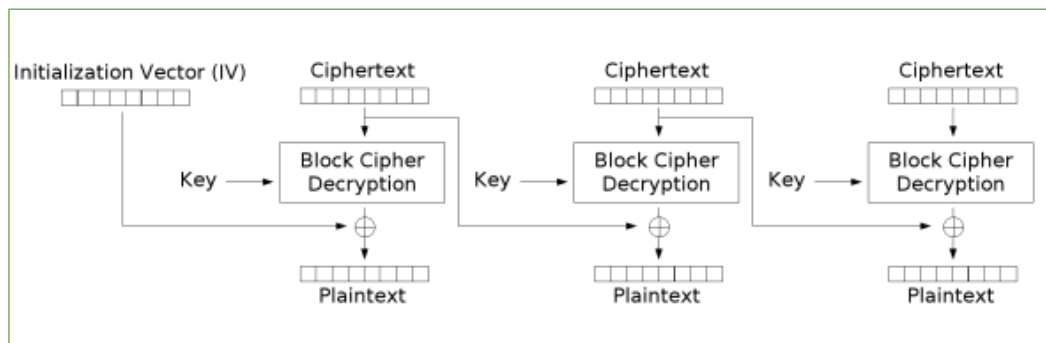 Initialization Vector (IV)
Ciphertext
Ciphertext
Ciphertext
Key
Block Cipher
Decryption
Key
Block Cipher
Decryption
Key
Block Cipher
Decryption
Plaintext
Plaintext
Plaintext